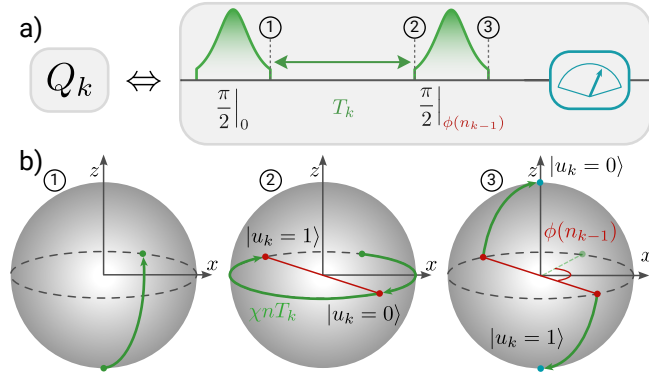 a)
Q_k ⇔
① ② ③
π/2|_0 T_k π/2|_{ϕ(n_{k−1})}
b)
① z x
② z x
|u_k = 1⟩
χnT_k
|u_k = 0⟩
③ z x
|u_k = 0⟩
ϕ(n_{k−1})
|u_k = 1⟩